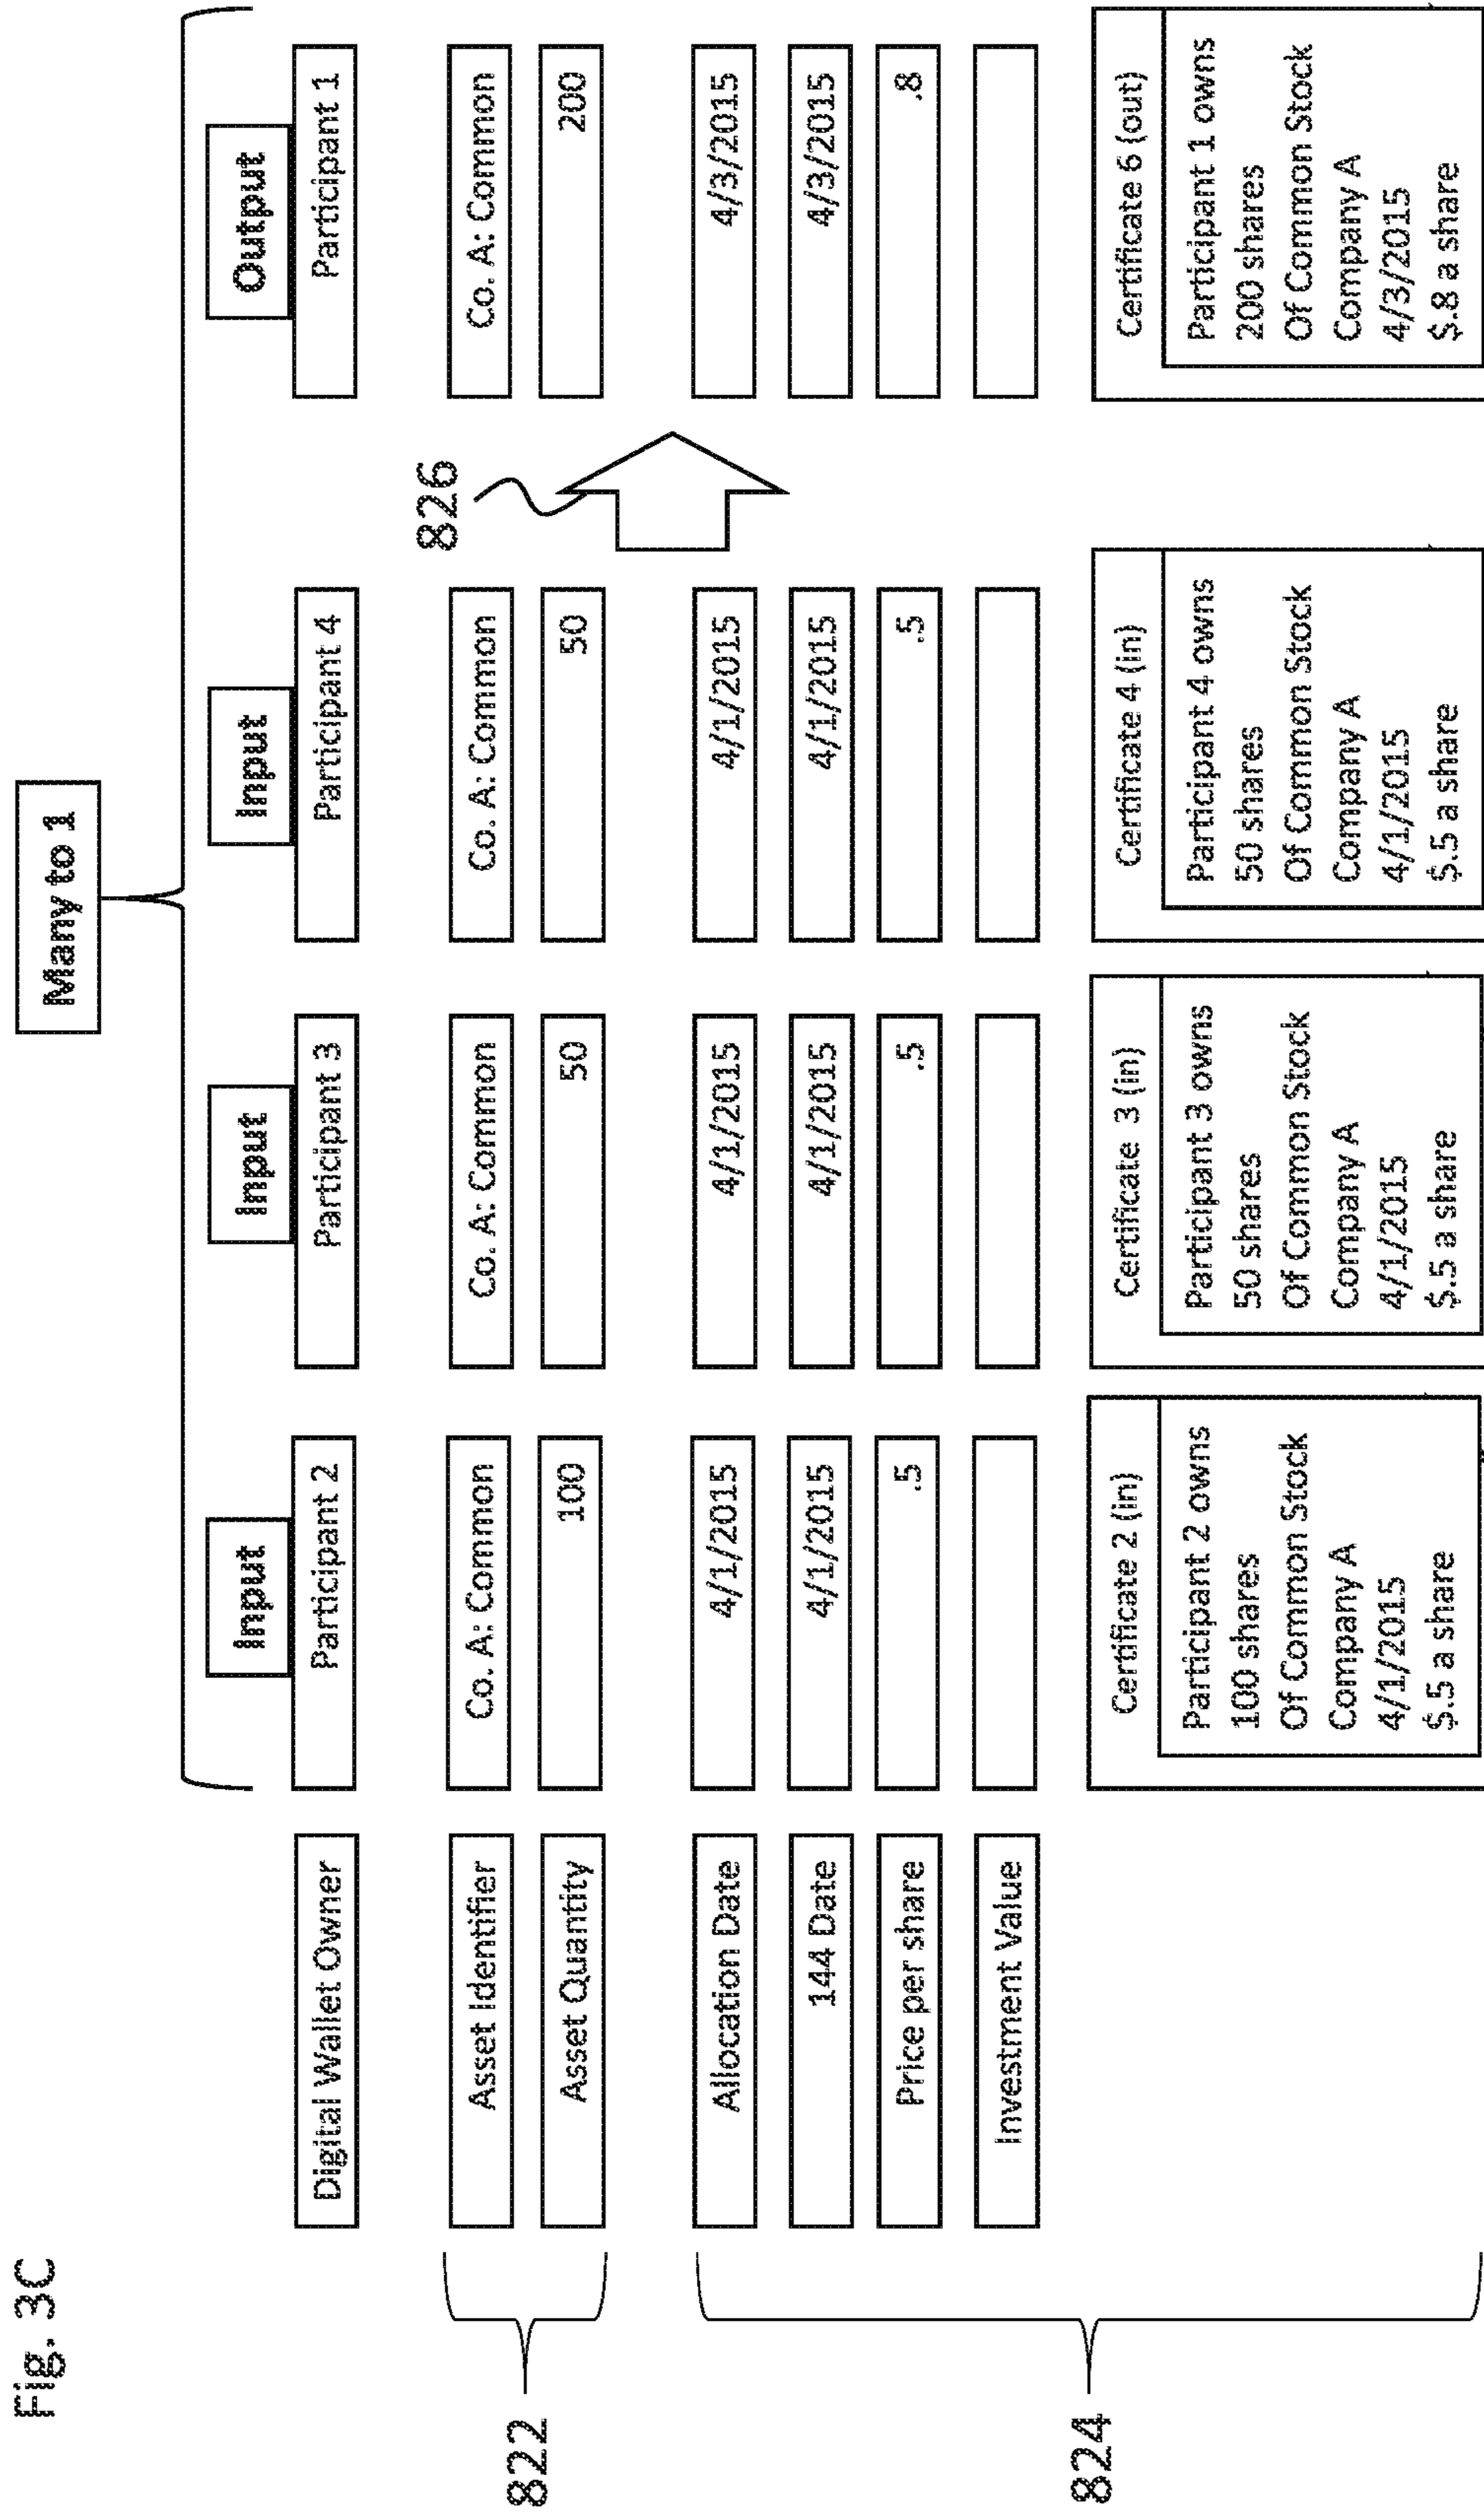 Fig. 3C
Many to 1
Input
Input
Input
Output
Digital Wallet Owner
Participant 2
Participant 3
Participant 4
Participant 1
826
822
Asset Identifier
Co. A: Common
Co. A: Common
Co. A: Common
Co. A: Common
Asset Quantity
100
50
50
200
824
Allocation Date
4/1/2015
4/1/2015
4/1/2015
4/3/2015
144 Date
4/1/2015
4/1/2015
4/1/2015
4/3/2015
Price per share
.5
.5
.5
.8
Investment Value
Certificate 2 (in)
Participant 2 owns
100 shares
Of Common Stock
Company A
4/1/2015
$.5 a share
Certificate 3 (in)
Participant 3 owns
50 shares
Of Common Stock
Company A
4/1/2015
$.5 a share
Certificate 4 (in)
Participant 4 owns
50 shares
Of Common Stock
Company A
4/1/2015
$.5 a share
Certificate 6 (out)
Participant 1 owns
200 shares
Of Common Stock
Company A
4/3/2015
$.8 a share